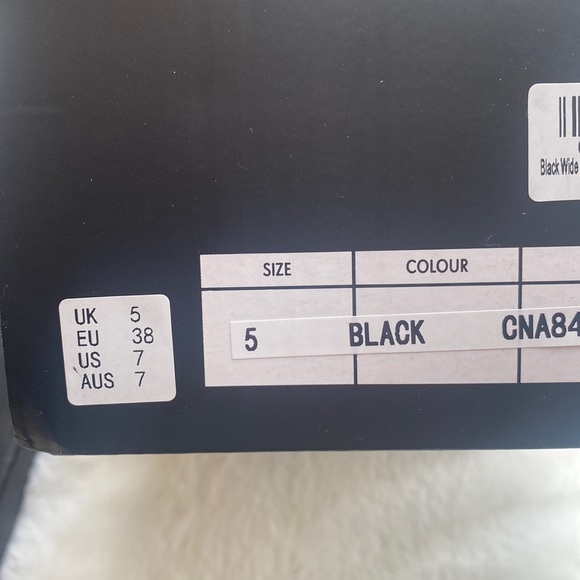 Black Wide
SIZE COLOUR
5 BLACK CNA84
UK 5
EU 38
US 7
AUS 7